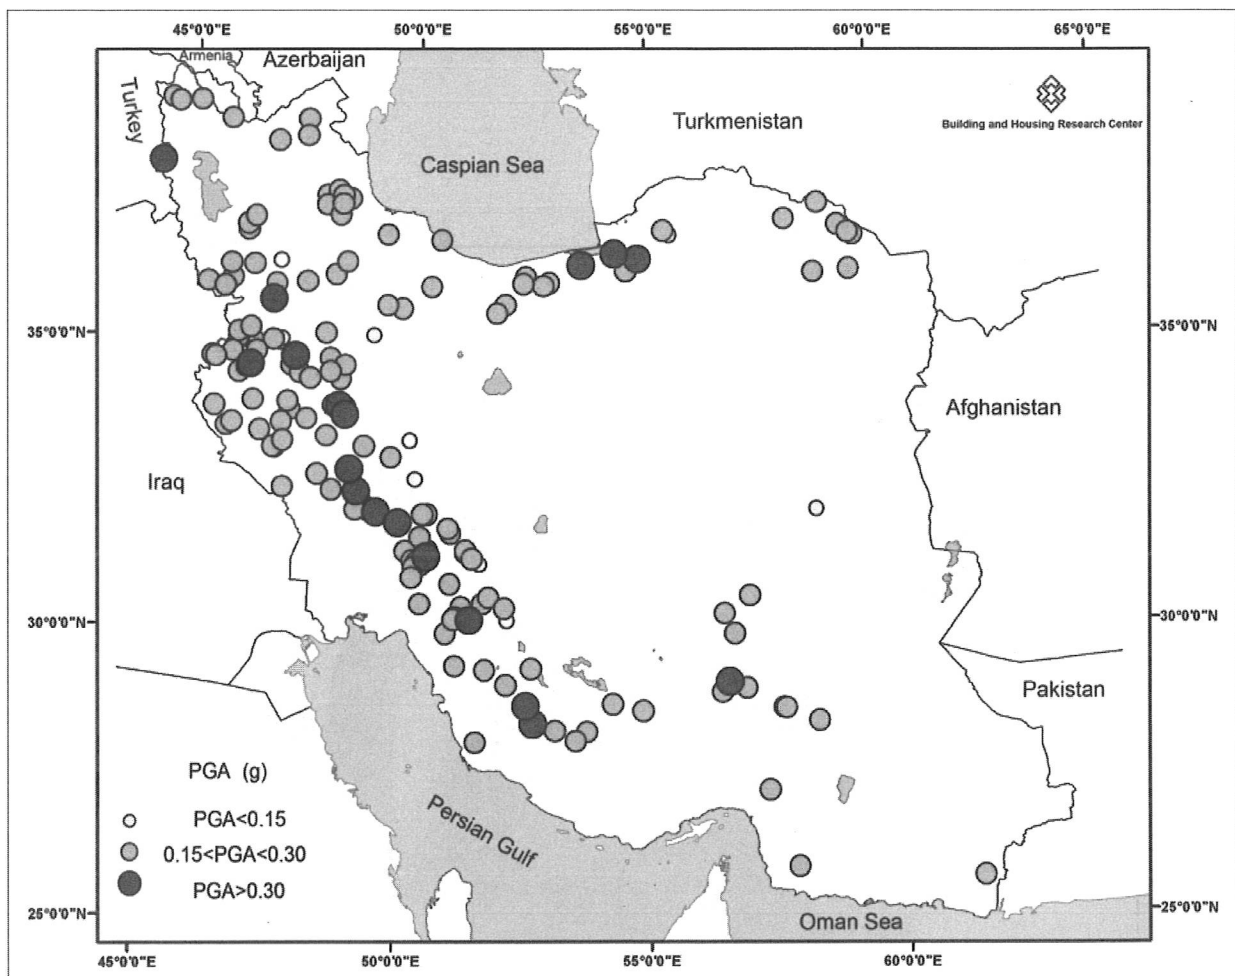 45°0'0"E 50°0'0"E 55°0'0"E 60°0'0"E 65°0'0"E
Armenia
Azerbaijan
Turkey
Turkmenistan
Building and Housing Research Center
Caspian Sea
35°0'0"N
35°0'0"N
Afghanistan
Iraq
30°0'0"N
30°0'0"N
Pakistan
PGA (g)
PGA<0.15
0.15<PGA<0.30
PGA>0.30
Persian Gulf
Oman Sea
25°0'0"N
25°0'0"N
45°0'0"E 50°0'0"E 55°0'0"E 60°0'0"E